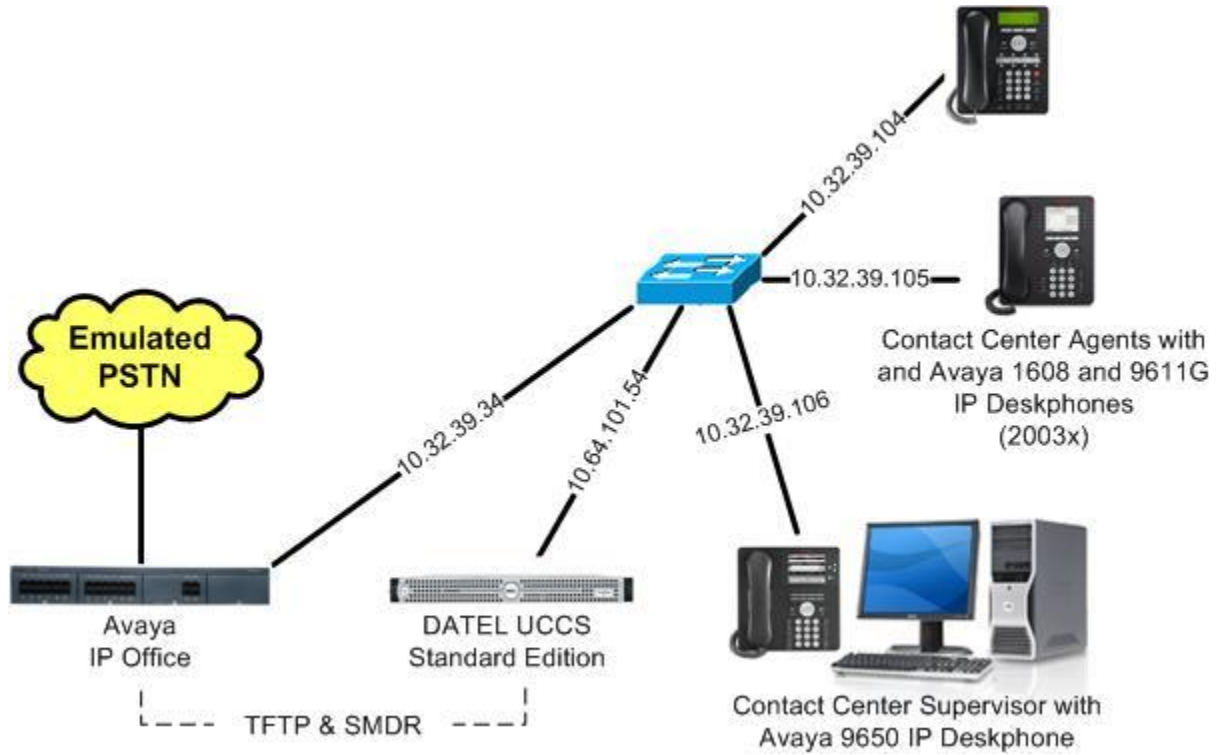 10.32.39.104
10.32.39.105
Contact Center Agents with
and Avaya 1608 and 9611G
IP Deskphones
(2003x)
Emulated
PSTN
10.32.39.34
10.64.101.54
10.32.39.106
Avaya
IP Office
DATEL UCCS
Standard Edition
TFTP & SMDR
Contact Center Supervisor with
Avaya 9650 IP Deskphone